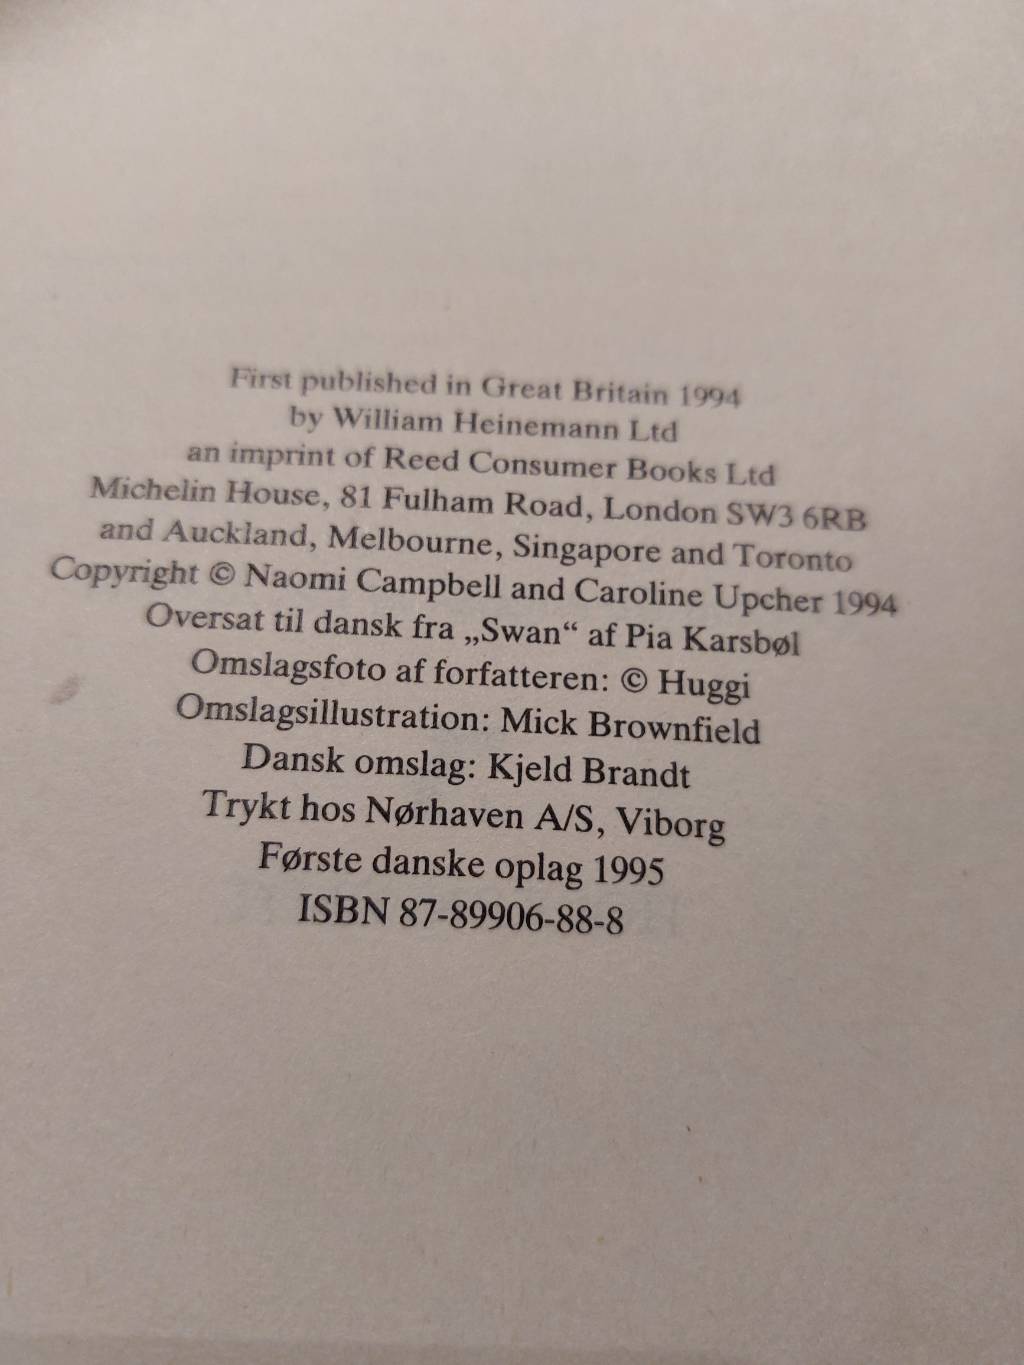 First published in Great Britain 1994
by William Heinemann Ltd
an imprint of Reed Consumer Books Ltd
Michelin House, 81 Fulham Road, London SW3 6RB
and Auckland, Melbourne, Singapore and Toronto
Copyright © Naomi Campbell and Caroline Upcher 1994
Oversat til dansk fra „Swan“ af Pia Karsbøl
Omslagsfoto af forfatteren: © Huggi
Omslagsillustration: Mick Brownfield
Dansk omslag: Kjeld Brandt
Trykt hos Nørhaven A/S, Viborg
Første danske oplag 1995
ISBN 87-89906-88-8